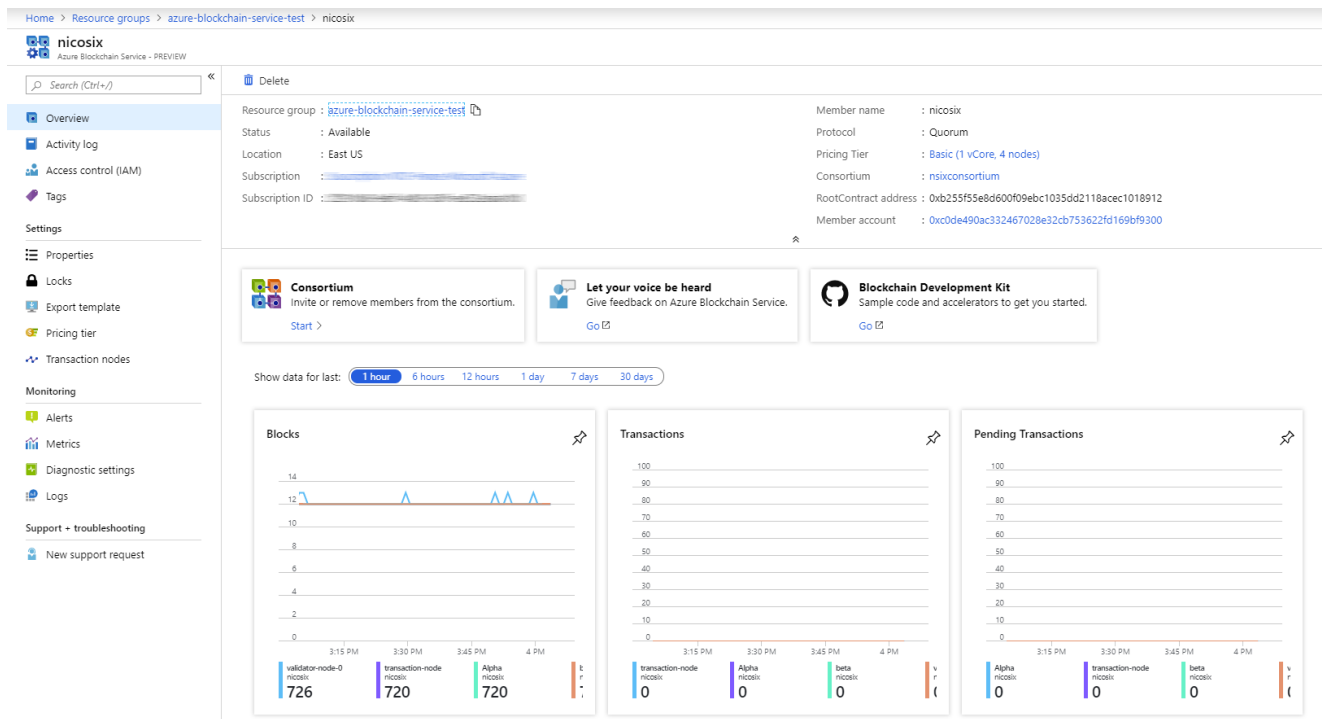 Home > Resource groups > azure-blockchain-service-test > nicosix
nicosix
Azure Blockchain Service - PREVIEW
Search (Ctrl+/)
«
Delete
Overview
Activity log
Access control (IAM)
Tags
Settings
Properties
Locks
Export template
Pricing tier
Transaction nodes
Monitoring
Alerts
Metrics
Diagnostic settings
Logs
Support + troubleshooting
New support request
Resource group : azure-blockchain-service-test
Status : Available
Location : East US
Subscription :
Subscription ID :
Member name : nicosix
Protocol : Quorum
Pricing Tier : Basic (1 vCore, 4 nodes)
Consortium : nsixconsortium
RootContract address : 0xb255f55e8d600f09ebc1035dd2118acec1018912
Member account : 0xc0de490ac332467028e32cb753622fd169bf9300
Consortium
Invite or remove members from the consortium.
Start >
Let your voice be heard
Give feedback on Azure Blockchain Service.
Go
Blockchain Development Kit
Sample code and accelerators to get you started.
Go
Show data for last: 1 hour 6 hours 12 hours 1 day 7 days 30 days
Blocks
14
12
10
8
6
4
2
0
3:15 PM 3:30 PM 3:45 PM 4 PM
validator-node-0 transaction-node Alpha
nicosix nicosix nicosix
726 720 720
Transactions
100
90
80
70
60
50
40
30
20
10
0
3:15 PM 3:30 PM 3:45 PM 4 PM
transaction-node Alpha beta
nicosix nicosix nicosix
0 0 0
Pending Transactions
100
90
80
70
60
50
40
30
20
10
0
3:15 PM 3:30 PM 3:45 PM 4 PM
Alpha transaction-node beta
nicosix nicosix nicosix
0 0 0